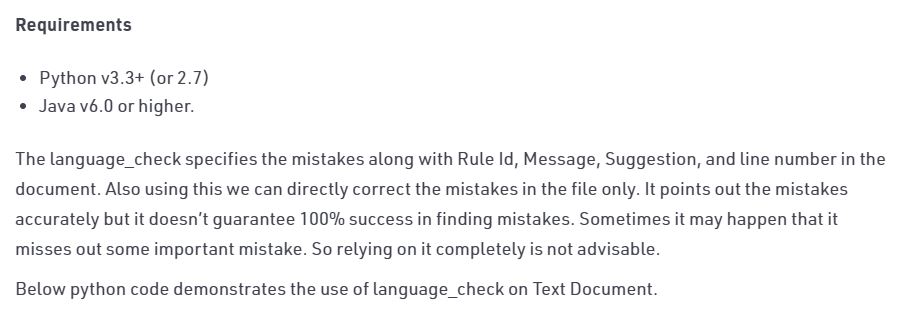 Requirements
• Python v3.3+ (or 2.7)
• Java v6.0 or higher.
The language_check specifies the mistakes along with Rule Id, Message, Suggestion, and line number in the
document. Also using this we can directly correct the mistakes in the file only. It points out the mistakes
accurately but it doesn’t guarantee 100% success in finding mistakes. Sometimes it may happen that it
misses out some important mistake. So relying on it completely is not advisable.
Below python code demonstrates the use of language_check on Text Document.